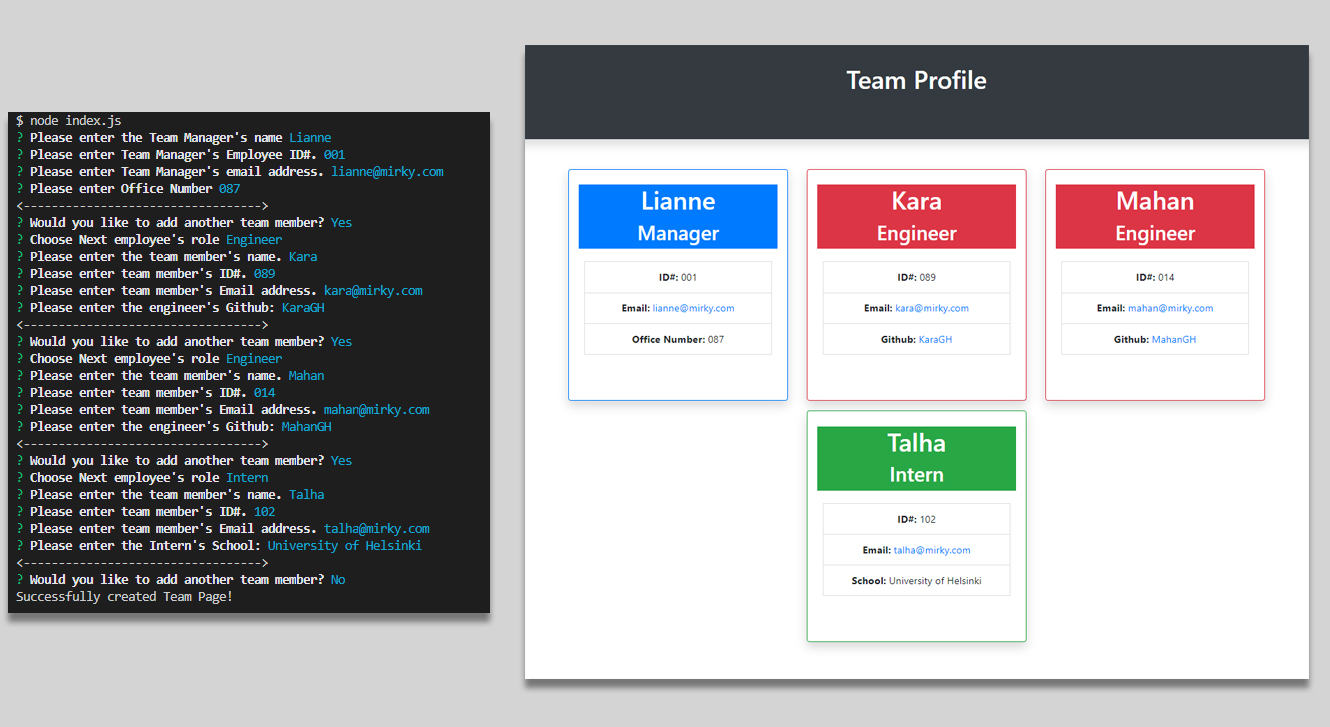 $ node index.js
? Please enter the Team Manager's name Lianne
? Please enter Team Manager's Employee ID#. 001
? Please enter Team Manager's email address. lianne@mirky.com
? Please enter Office Number 087
<---------------------------------->
? Would you like to add another team member? Yes
? Choose Next employee's role Engineer
? Please enter the team member's name. Kara
? Please enter team member's ID#. 089
? Please enter team member's Email address. kara@mirky.com
? Please enter the engineer's Github: KaraGH
<---------------------------------->
? Would you like to add another team member? Yes
? Choose Next employee's role Engineer
? Please enter the team member's name. Mahan
? Please enter team member's ID#. 014
? Please enter team member's Email address. mahan@mirky.com
? Please enter the engineer's Github: MahanGH
<---------------------------------->
? Would you like to add another team member? Yes
? Choose Next employee's role Intern
? Please enter the team member's name. Talha
? Please enter team member's ID#. 102
? Please enter team member's Email address. talha@mirky.com
? Please enter the Intern's School: University of Helsinki
<---------------------------------->
? Would you like to add another team member? No
Successfully created Team Page!
Team Profile
Lianne
Manager
ID#: 001
Email: lianne@mirky.com
Office Number: 087
Kara
Engineer
ID#: 089
Email: kara@mirky.com
Github: KaraGH
Mahan
Engineer
ID#: 014
Email: mahan@mirky.com
Github: MahanGH
Talha
Intern
ID#: 102
Email: talha@mirky.com
School: University of Helsinki